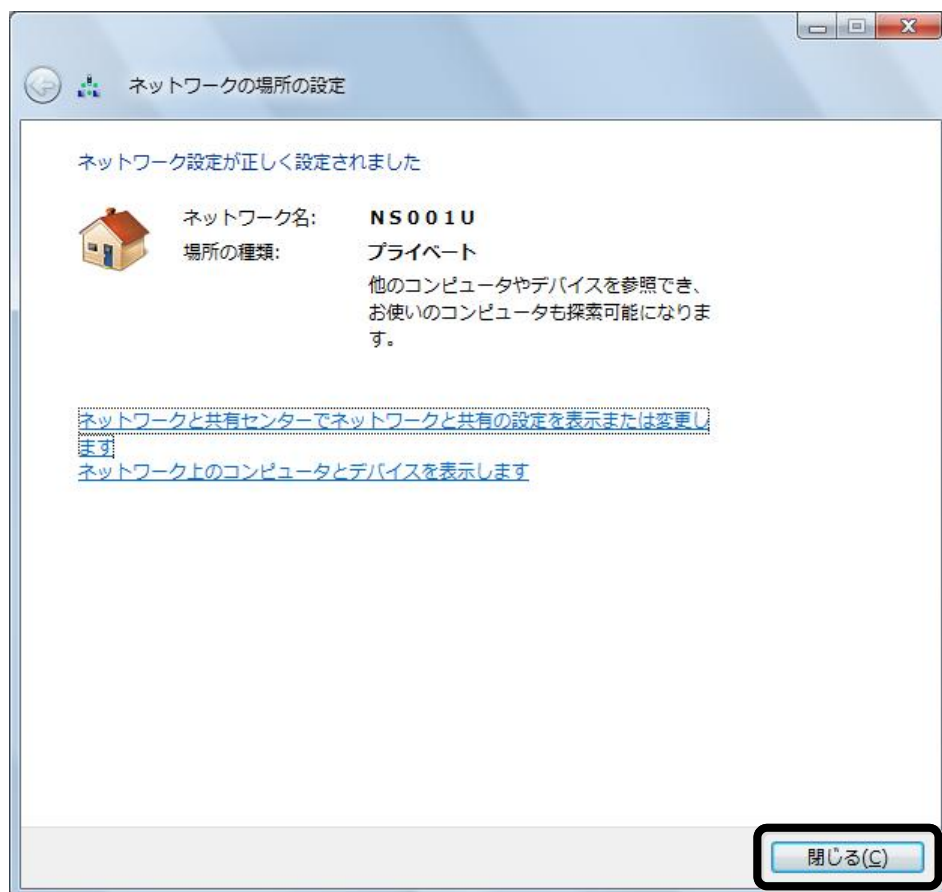 ネットワークの場所の設定
ネットワーク設定が正しく設定されました
ネットワーク名: NS001U
場所の種類: プライベート
他のコンピュータやデバイスを参照でき、
お使いのコンピュータも探索可能になりま
す。
ネットワークと共有センターでネットワークと共有の設定を表示または変更し
ます
ネットワーク上のコンピュータとデバイスを表示します
閉じる(C)